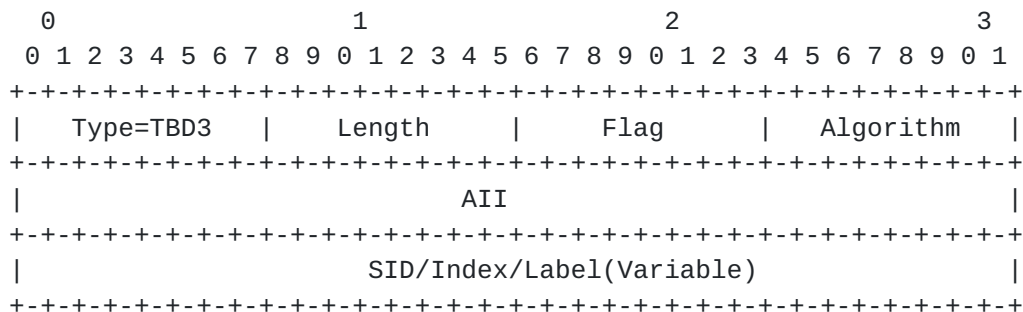 0                   1                   2                   3
 0 1 2 3 4 5 6 7 8 9 0 1 2 3 4 5 6 7 8 9 0 1 2 3 4 5 6 7 8 9 0 1
+-+-+-+-+-+-+-+-+-+-+-+-+-+-+-+-+-+-+-+-+-+-+-+-+-+-+-+-+-+-+-+-+
|   Type=TBD3   |    Length     |     Flag      |   Algorithm   |
+-+-+-+-+-+-+-+-+-+-+-+-+-+-+-+-+-+-+-+-+-+-+-+-+-+-+-+-+-+-+-+-+
|                            AII                                |
+-+-+-+-+-+-+-+-+-+-+-+-+-+-+-+-+-+-+-+-+-+-+-+-+-+-+-+-+-+-+-+-+
|                      SID/Index/Label(Variable)                |
+-+-+-+-+-+-+-+-+-+-+-+-+-+-+-+-+-+-+-+-+-+-+-+-+-+-+-+-+-+-+-+-+